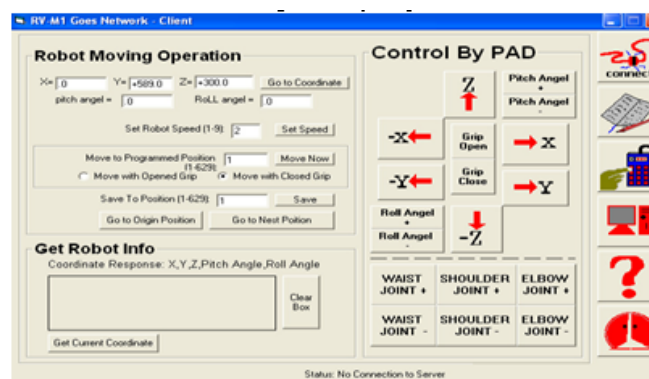 RV-M1 Goes Network - Client
Robot Moving Operation
X= .0 Y= +589.0 Z= +300.0 Go to Coordinate
pitch angel = .0 RoLL angel = .0
Set Robot Speed (1-9): 2 Set Speed
Move to Programmed Position (1-629): 1 Move Now
Move with Opened Grip Move with Closed Grip
Save To Position (1-629): 1 Save
Go to Origin Position Go to Nest Poition
Get Robot Info
Coordinate Response: X,Y,Z,Pitch Angle,Roll Angle
Clear
Box
Get Current Coordinate
Control By PAD
Z
Pitch Angel
+
Pitch Angel
-
-X
Grip
Open
X
-Y
Grip
Close
Y
Roll Angel
+
Roll Angel
-
-Z
WAIST JOINT +
SHOULDER JOINT +
ELBOW JOINT +
WAIST JOINT -
SHOULDER JOINT -
ELBOW JOINT -
connect
Status: No Connection to Server